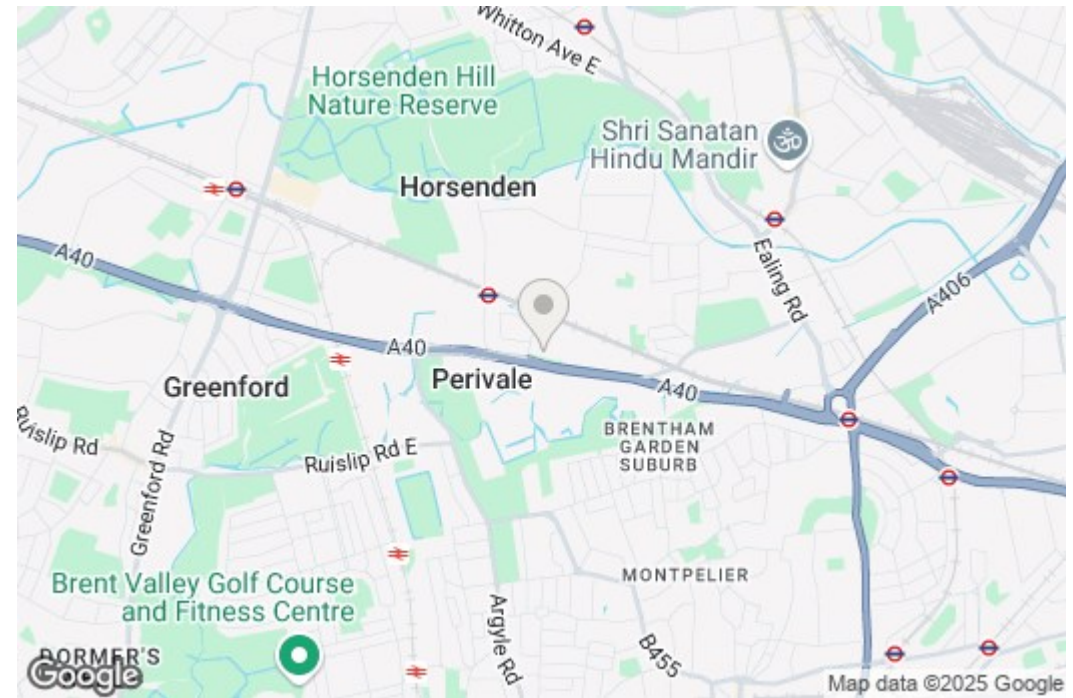 Whitton Ave E
Horsenden Hill
Nature Reserve
Shri Sanatan
Hindu Mandir
Horsenden
A40
Ealing Rd
A406
A40
Greenford
Perivale
A40
BRENTHAM
GARDEN
SUBURB
Ruislip Rd
Ruislip Rd E
Greenford Rd
MONTPELIER
Brent Valley Golf Course
and Fitness Centre
Argyle Rd
B455
DORMER'S
Google
Map data ©2025 Google